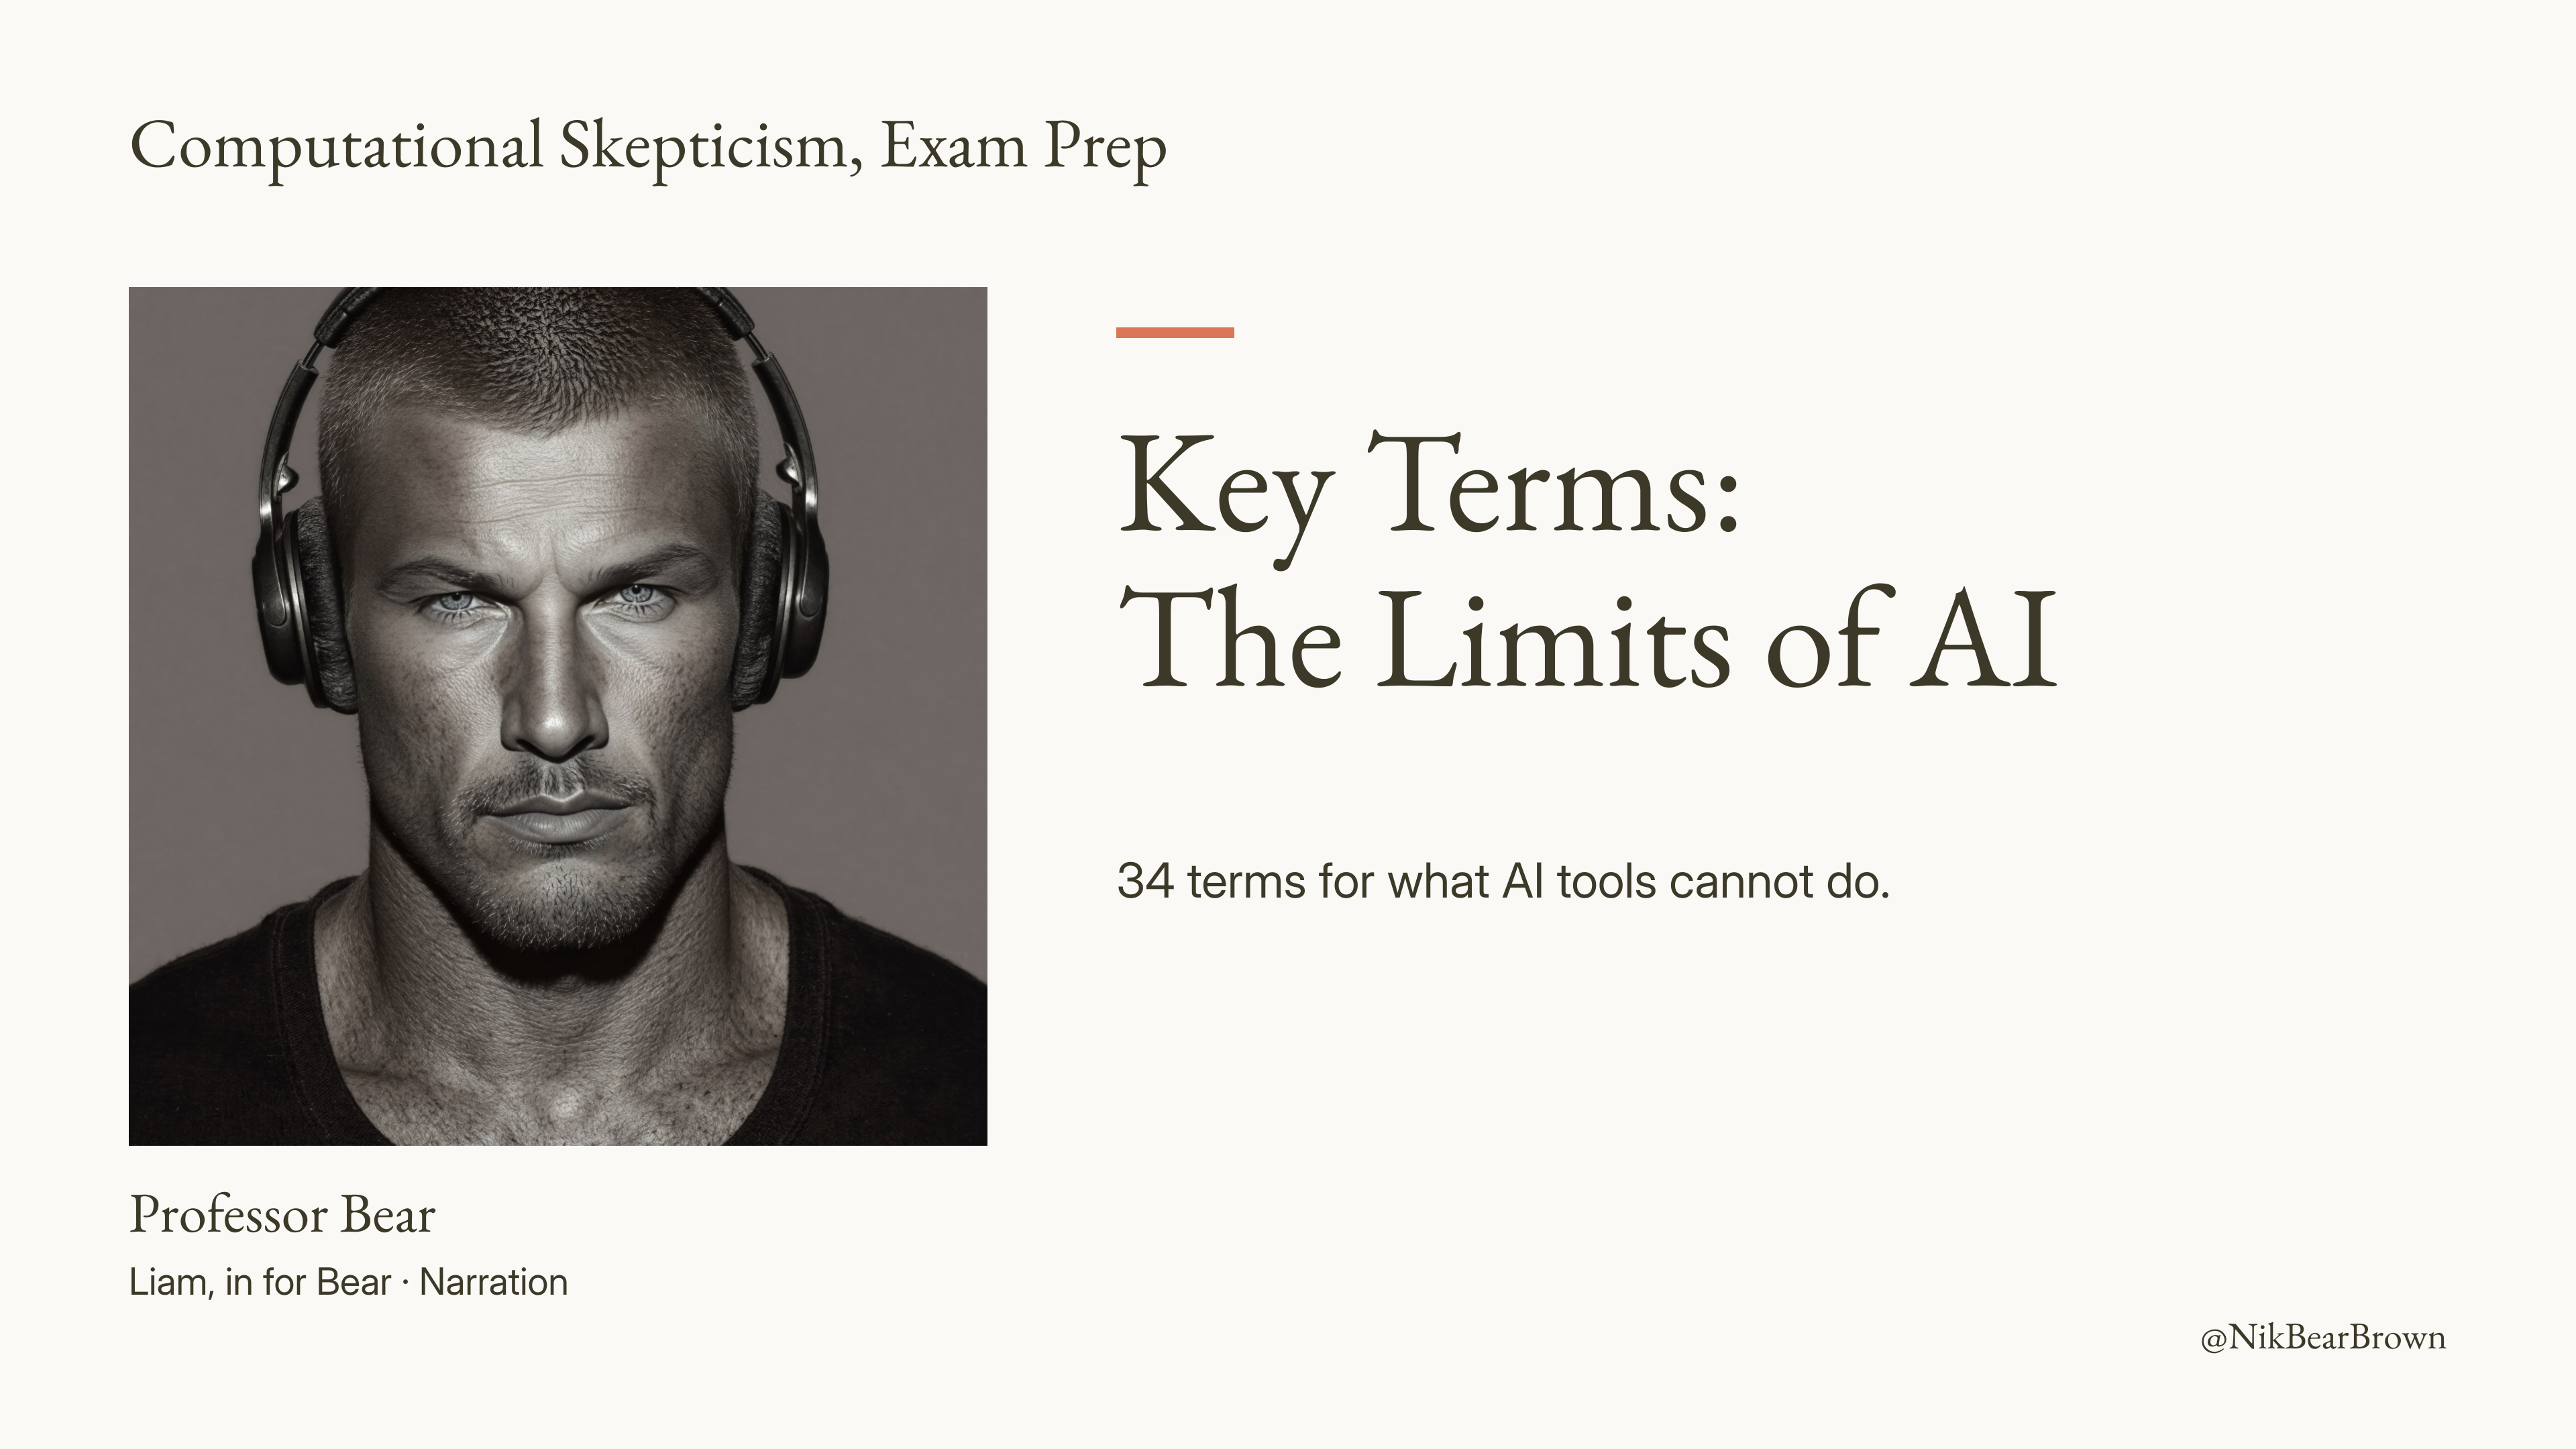 Computational Skepticism, Exam Prep
Key Terms:
The Limits of AI
34 terms for what AI tools cannot do.
Professor Bear
Liam, in for Bear · Narration
@NikBearBrown